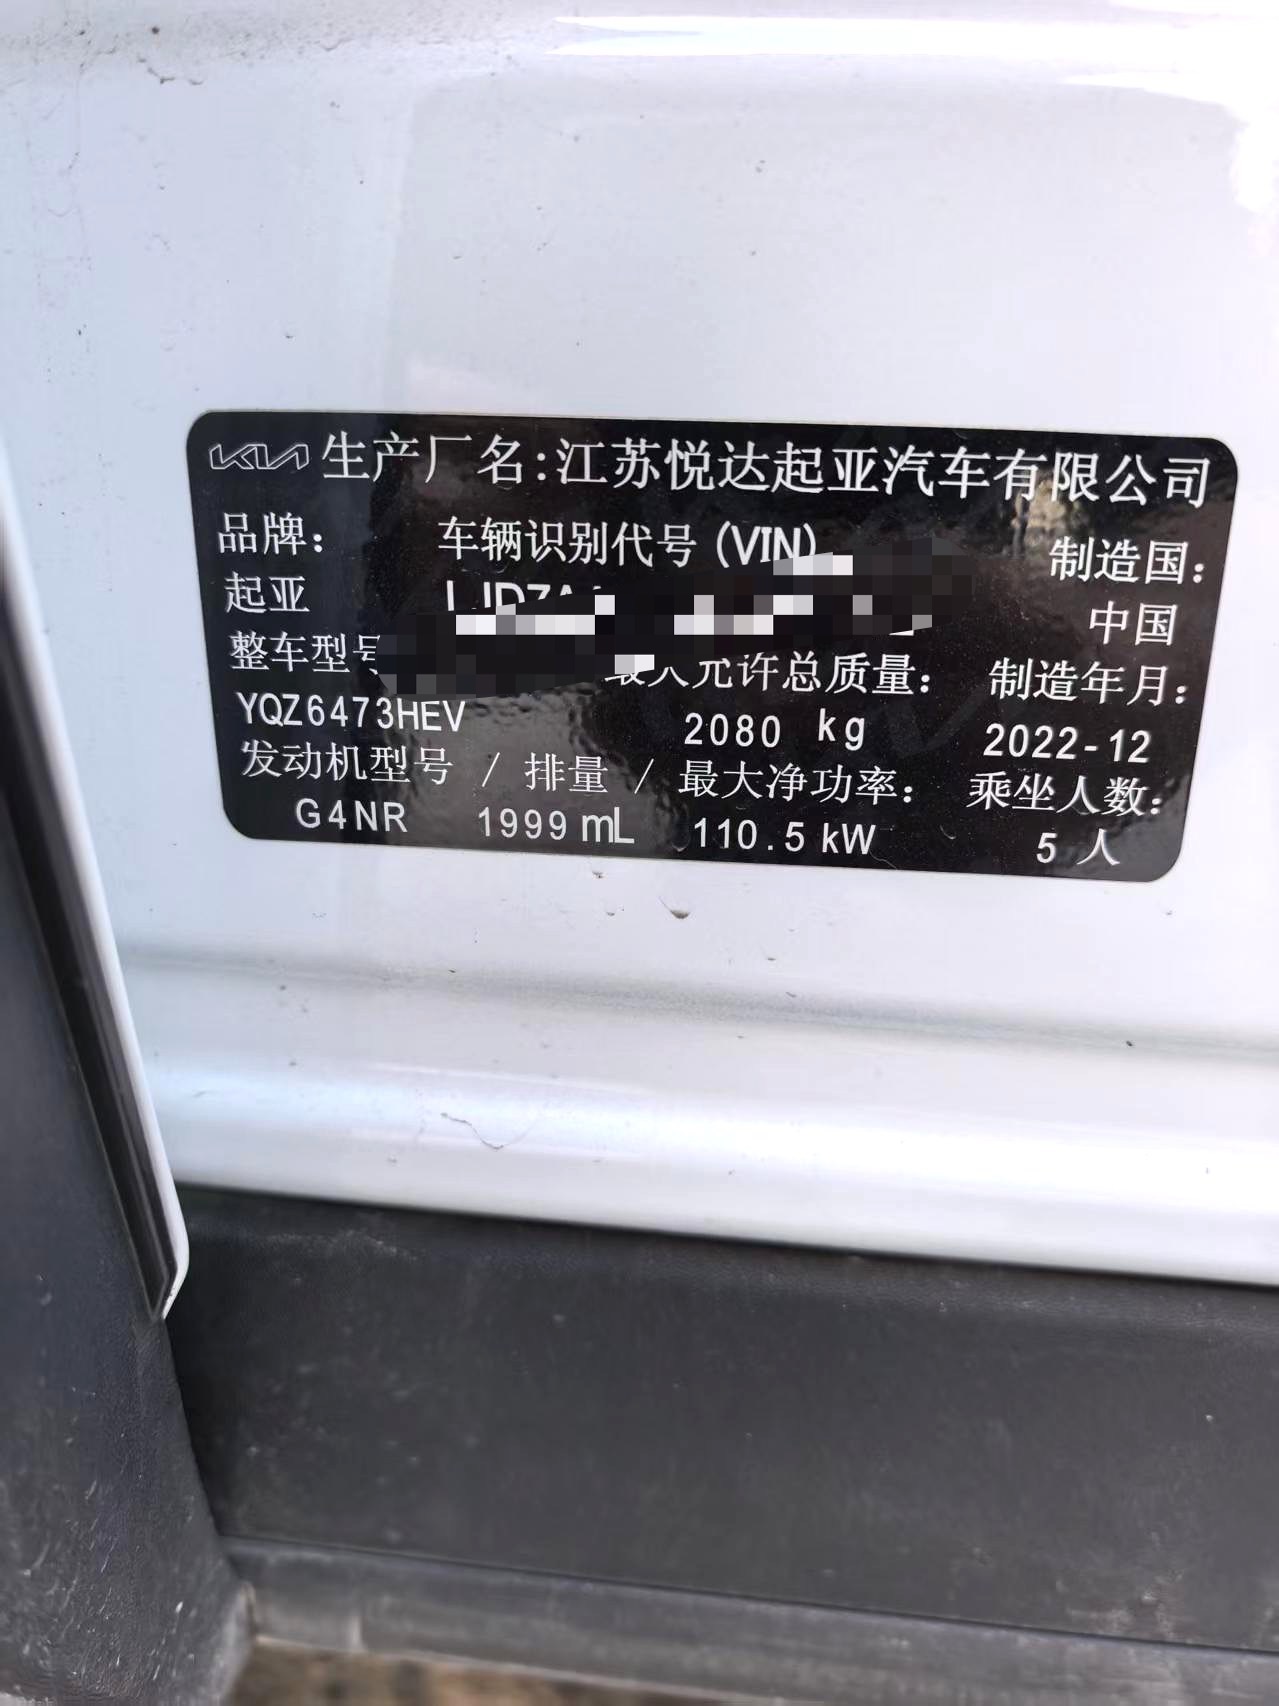 KIA 生产厂名:江苏悦达起亚汽车有限公司
品牌: 车辆识别代号 (VIN) 制造国:
起亚 中国
整车型号 最大允许总质量: 制造年月:
YQZ6473HEV 2080 kg 2022-12
发动机型号 / 排量 / 最大净功率: 乘坐人数:
G4NR 1999 mL 110.5 kW 5 人